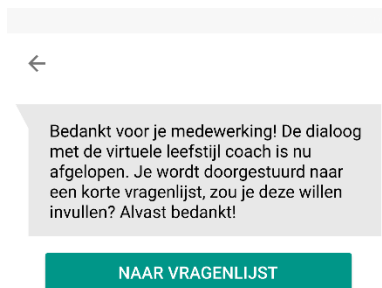 Bedankt voor je medewerking! De dialoog
met de virtuele leefstijl coach is nu
afgelopen. Je wordt doorgestuurd naar
een korte vragenlijst, zou je deze willen
invullen? Alvast bedankt!
NAAR VRAGENLIJST